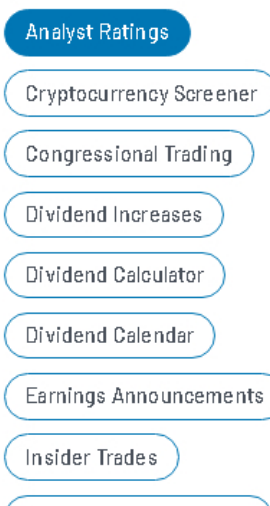 Analyst Ratings
Cryptocurrency Screener
Congressional Trading
Dividend Increases
Dividend Calculator
Dividend Calendar
Earnings Announcements
Insider Trades